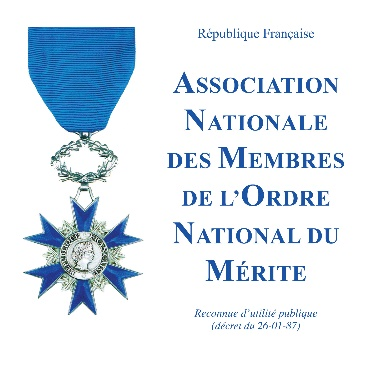 République Française
ASSOCIATION
NATIONALE
DES MEMBRES
DE L'ORDRE
NATIONAL DU
MÉRITE
Reconnue d'utilité publique
(décret du 26-01-87)